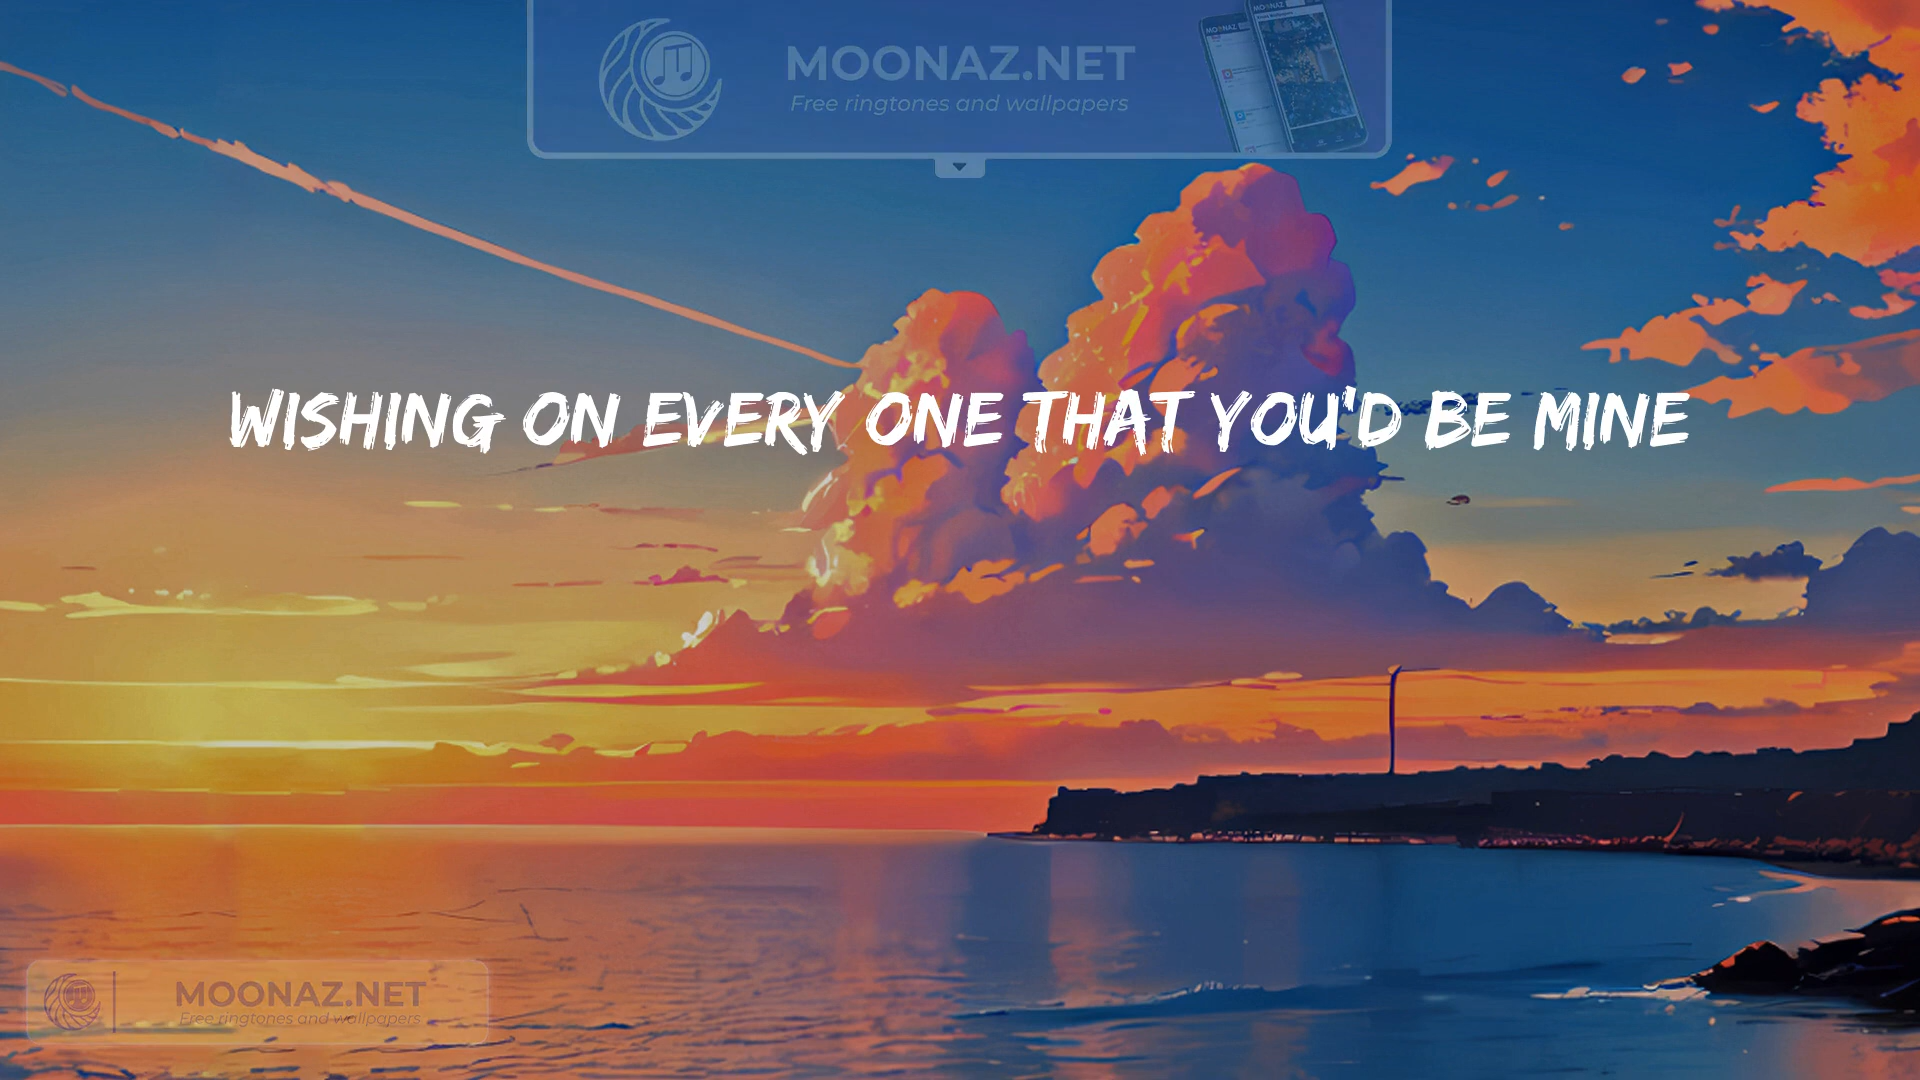 MOONAZ.NET
Free ringtones and wallpapers
WISHING ON EVERY ONE THAT YOU'D BE MINE
MOONAZ.NET
Free ringtones and wallpapers